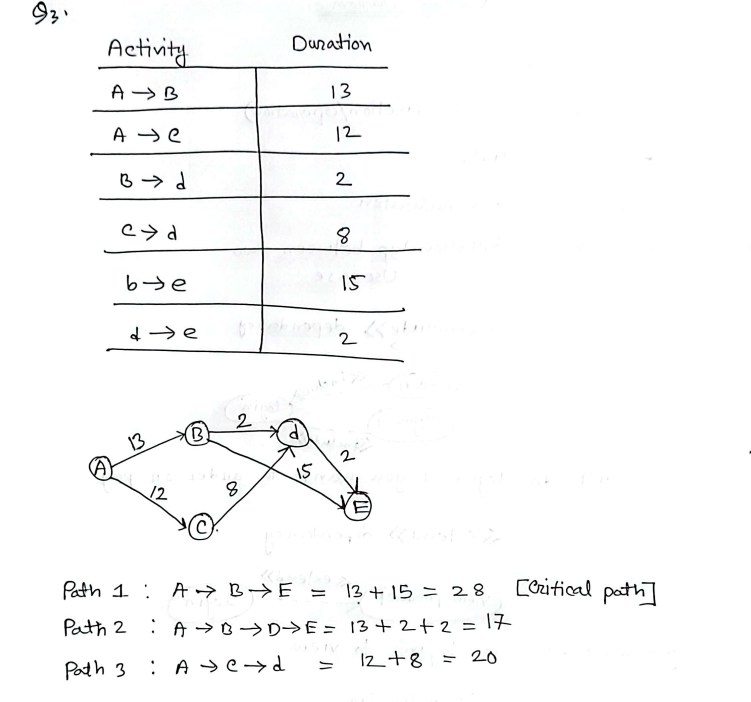 Q3.
Activity Duration
A → B 13
A → C 12
B → d 2
C → d 8
b → e 15
d → e 2
A 13 B 2 d
12 8 15 2
C E
Path 1 : A → B → E = 13 + 15 = 28 [Critical path]
Path 2 : A → B → D → E = 13 + 2 + 2 = 17
Path 3 : A → C → d = 12 + 8 = 20